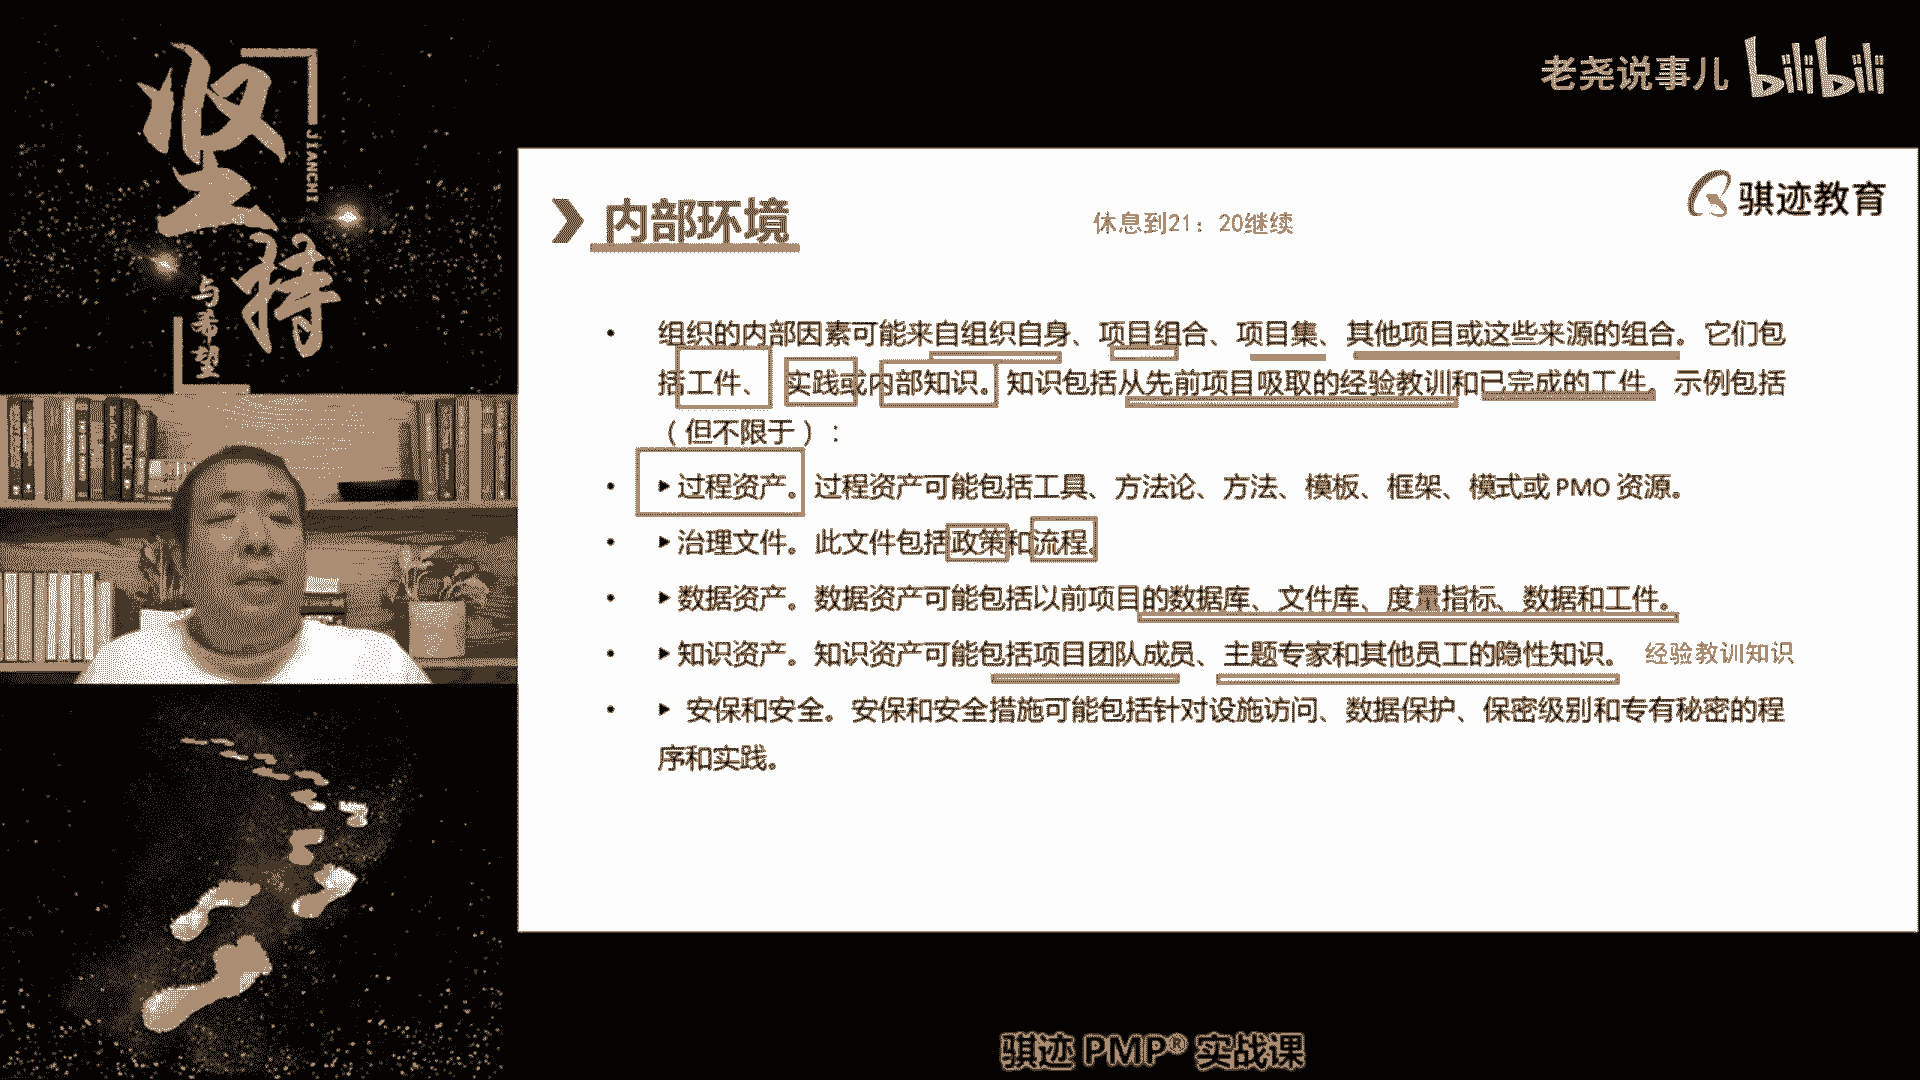 坚持
JIANCHI
与希望
老尧说事儿 bilibili
骐迹教育
内部环境
休息到21：20继续
• 组织的内部因素可能来自组织自身、项目组合、项目集、其他项目或这些来源的组合。它们包
括工件、实践或内部知识。知识包括从先前项目吸取的经验教训和已完成的工件。示例包括
（但不限于）：
• ▶过程资产。过程资产可能包括工具、方法论、方法、模板、框架、模式或 PMO 资源。
• ▶治理文件。此文件包括政策和流程。
• ▶数据资产。数据资产可能包括以前项目的数据库、文件库、度量指标、数据和工件。
• ▶知识资产。知识资产可能包括项目团队成员、主题专家和其他员工的隐性知识。 经验教训知识
• ▶ 安保和安全。安保和安全措施可能包括针对设施访问、数据保护、保密级别和专有秘密的程
序和实践。
骐迹 PMP® 实战课